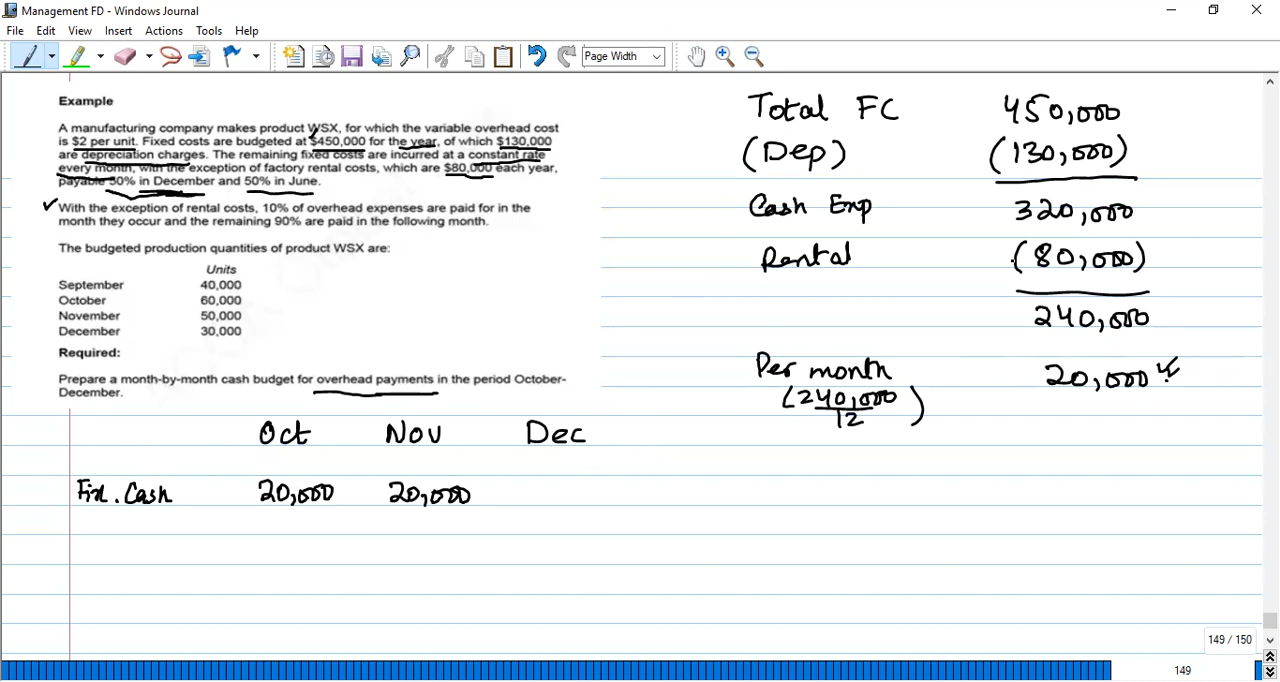 Management FD - Windows Journal
File Edit View Insert Actions Tools Help
Page Width
Example
A manufacturing company makes product WSX, for which the variable overhead cost
is $2 per unit. Fixed costs are budgeted at $450,000 for the year, of which $130,000
are depreciation charges. The remaining fixed costs are incurred at a constant rate
every month, with the exception of factory rental costs, which are $80,000 each year,
payable 50% in December and 50% in June.
With the exception of rental costs, 10% of overhead expenses are paid for in the
month they occur and the remaining 90% are paid in the following month.
The budgeted production quantities of product WSX are:
Units
September 40,000
October 60,000
November 50,000
December 30,000
Required:
Prepare a month-by-month cash budget for overhead payments in the period October-
December.
Oct Nov Dec
Fix. Cash 20,000 20,000
Total FC 450,000
(Dep) (130,000)
Cash Exp 320,000
Rental (80,000)
240,000
Per month 20,000
(240,000
12)
149 / 150
149